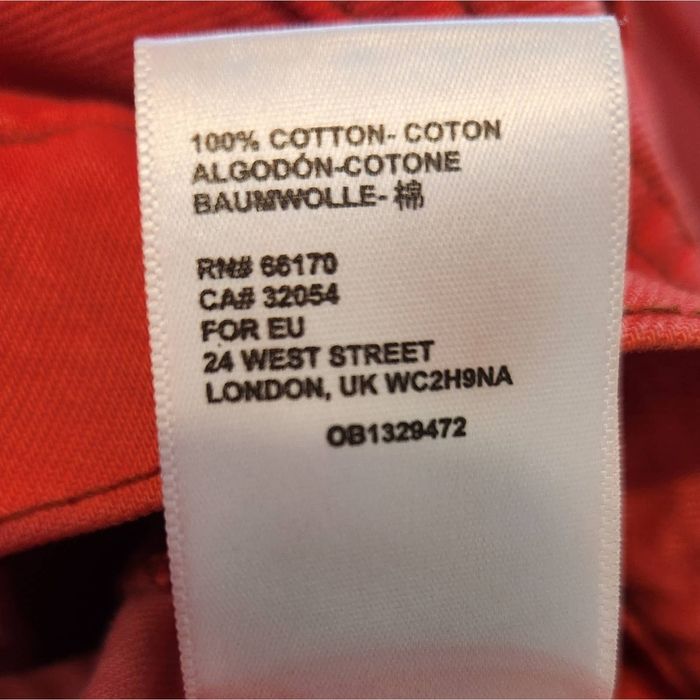 100% COTTON- COTON
ALGODÓN-COTONE
BAUMWOLLE- 棉
RN# 66170
CA# 32054
FOR EU
24 WEST STREET
LONDON, UK WC2H9NA
OB1329472